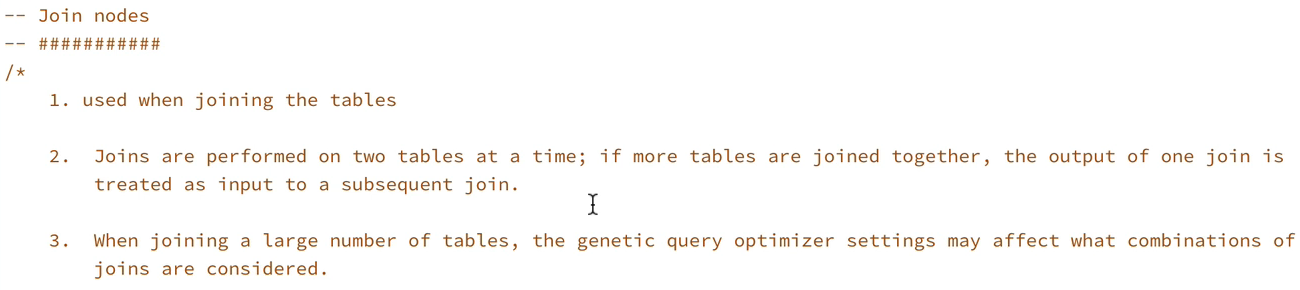 -- Join nodes
-- ###########
/*
1. used when joining the tables
2. Joins are performed on two tables at a time; if more tables are joined together, the output of one join is
treated as input to a subsequent join.
3. When joining a large number of tables, the genetic query optimizer settings may affect what combinations of
joins are considered.